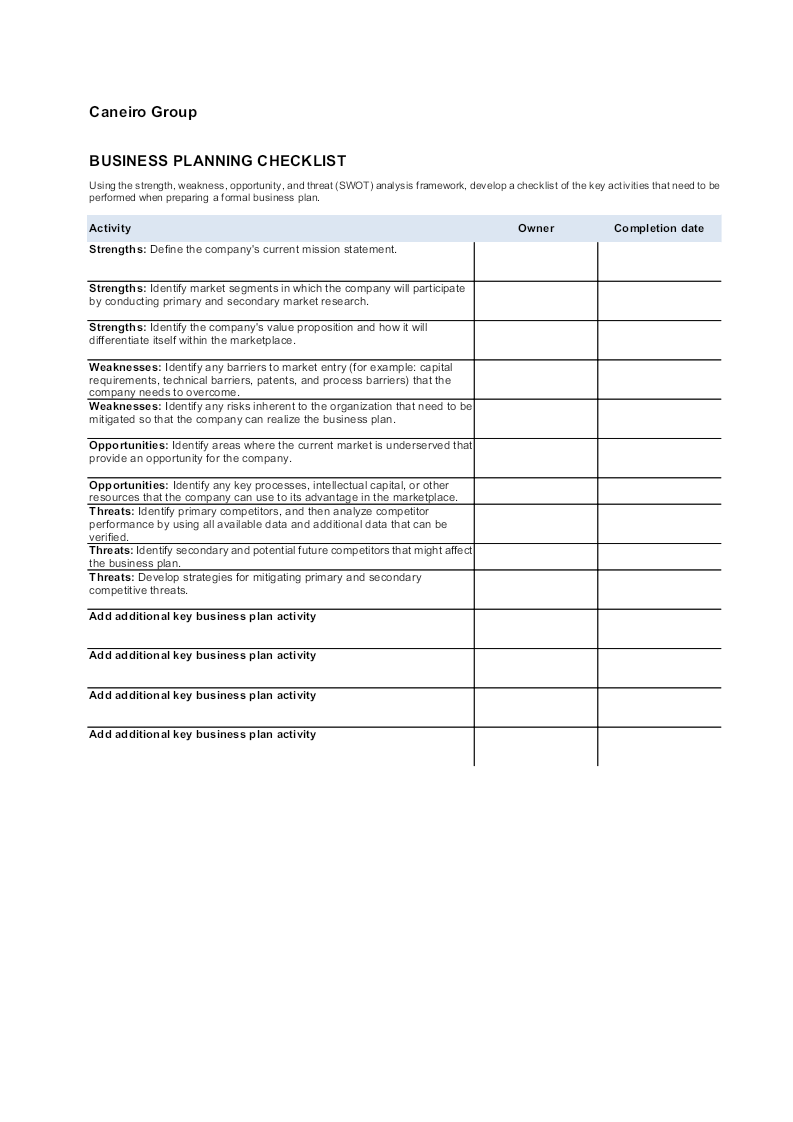 Caneiro Group
BUSINESS PLANNING CHECKLIST
Using the strength, weakness, opportunity, and threat (SWOT) analysis framework, develop a checklist of the key activities that need to be
performed when preparing a formal business plan.
Activity Owner Completion date
Strengths: Define the company's current mission statement.
Strengths: Identify market segments in which the company will participate
by conducting primary and secondary market research.
Strengths: Identify the company's value proposition and how it will
differentiate itself within the marketplace.
Weaknesses: Identify any barriers to market entry (for example: capital
requirements, technical barriers, patents, and process barriers) that the
company needs to overcome.
Weaknesses: Identify any risks inherent to the organization that need to be
mitigated so that the company can realize the business plan.
Opportunities: Identify areas where the current market is underserved that
provide an opportunity for the company.
Opportunities: Identify any key processes, intellectual capital, or other
resources that the company can use to its advantage in the marketplace.
Threats: Identify primary competitors, and then analyze competitor
performance by using all available data and additional data that can be
verified.
Threats: Identify secondary and potential future competitors that might affect
the business plan.
Threats: Develop strategies for mitigating primary and secondary
competitive threats.
Add additional key business plan activity
Add additional key business plan activity
Add additional key business plan activity
Add additional key business plan activity